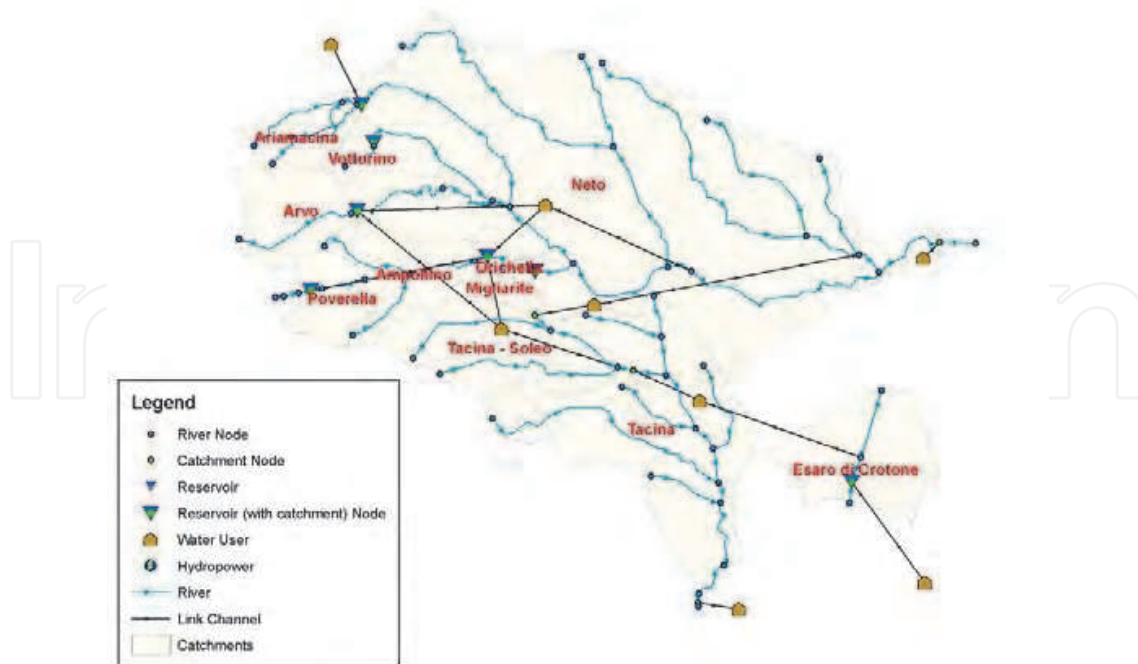 Ariamacina
Votturino
Neto
Arvo
Ampollino
Orichella
Migliarite
Poverella
Tacina - Soleo
Tacina
Esaro di Crotone
Legend
River Node
Catchment Node
Reservoir
Reservoir (with catchment) Node
Water User
Hydropower
River
Link Channel
Catchments